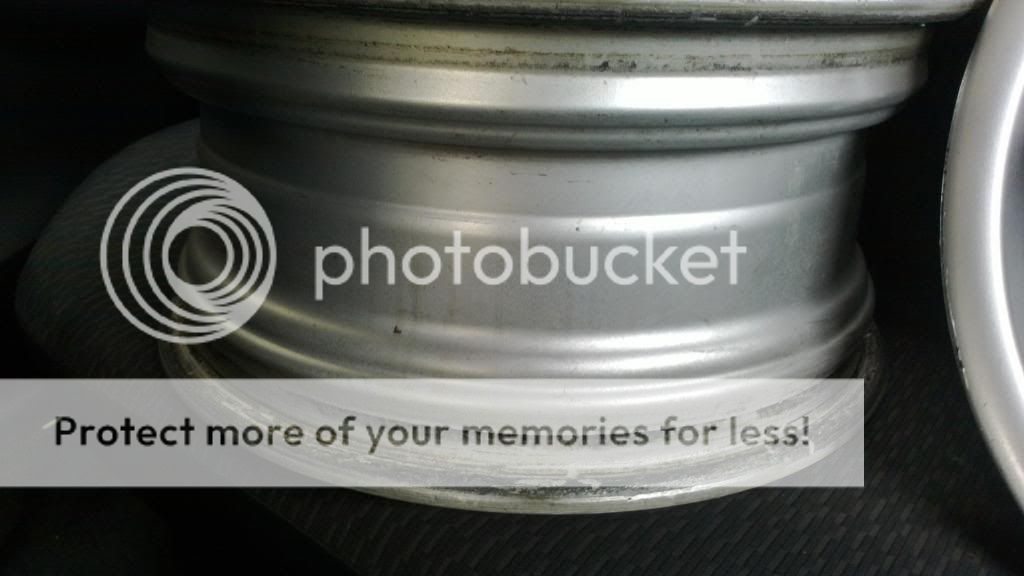 photobucket
Protect more of your memories for less!